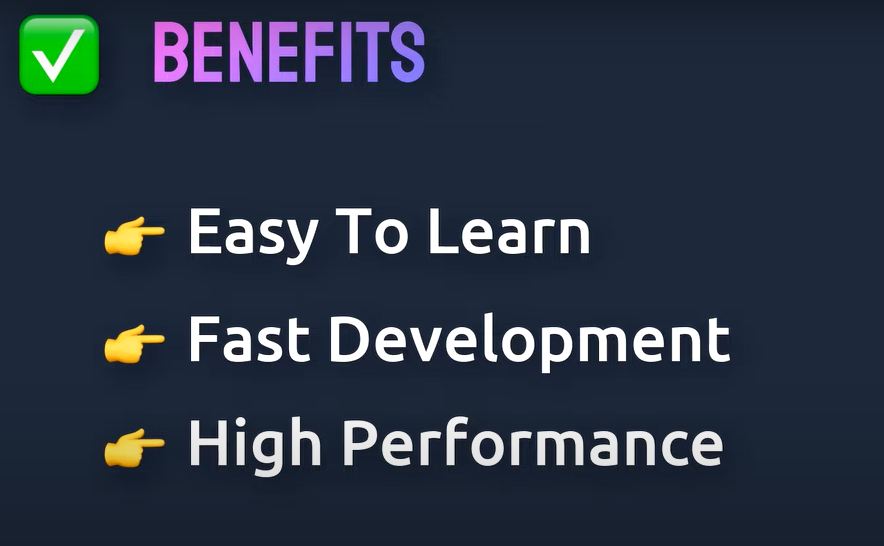 BENEFITS
Easy To Learn
Fast Development
High Performance